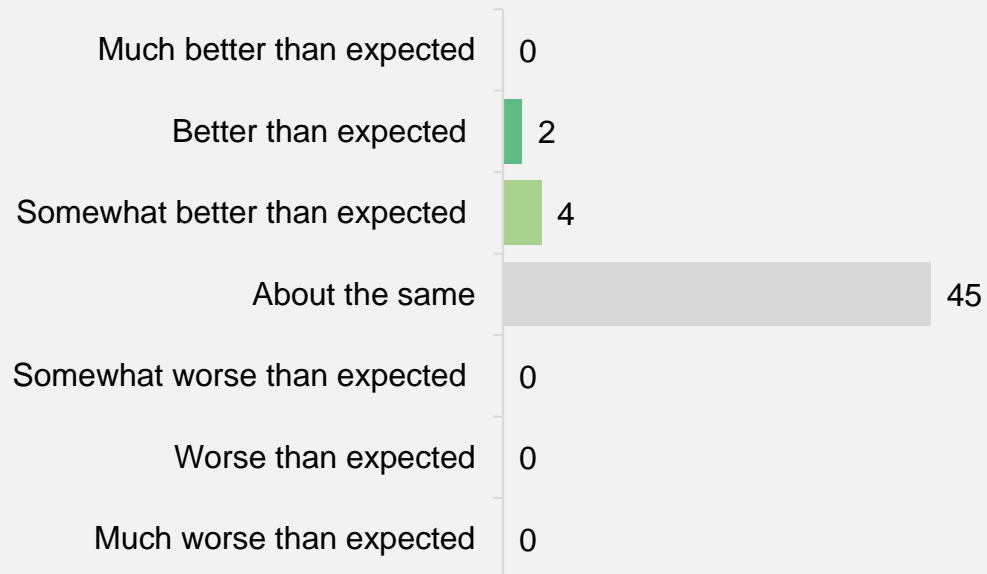 Much better than expected 0
Better than expected 2
Somewhat better than expected 4
About the same 45
Somewhat worse than expected 0
Worse than expected 0
Much worse than expected 0